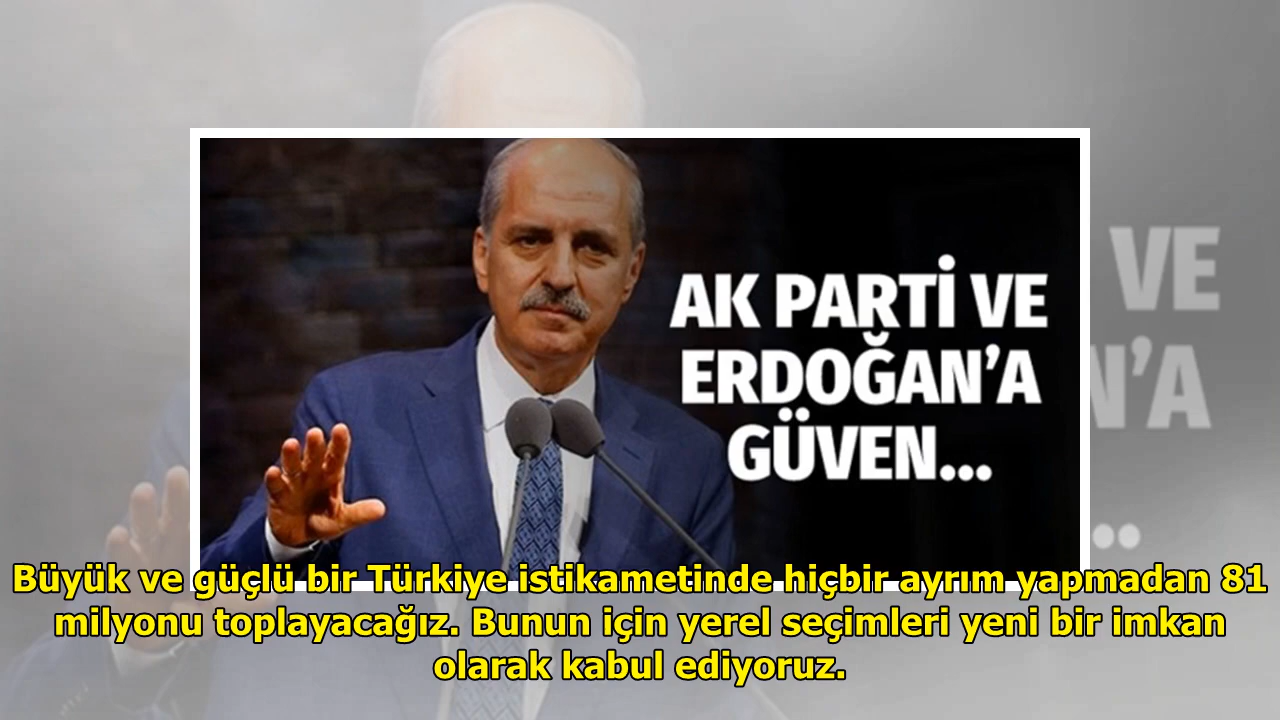 AK PARTİ VE
ERDOĞAN’A
GÜVEN...
VE
N’A
..
Büyük ve güçlü bir Türkiye istikametinde hiçbir ayrım yapmadan 81
milyonu toplayacağız. Bunun için yerel seçimleri yeni bir imkan
olarak kabul ediyoruz.